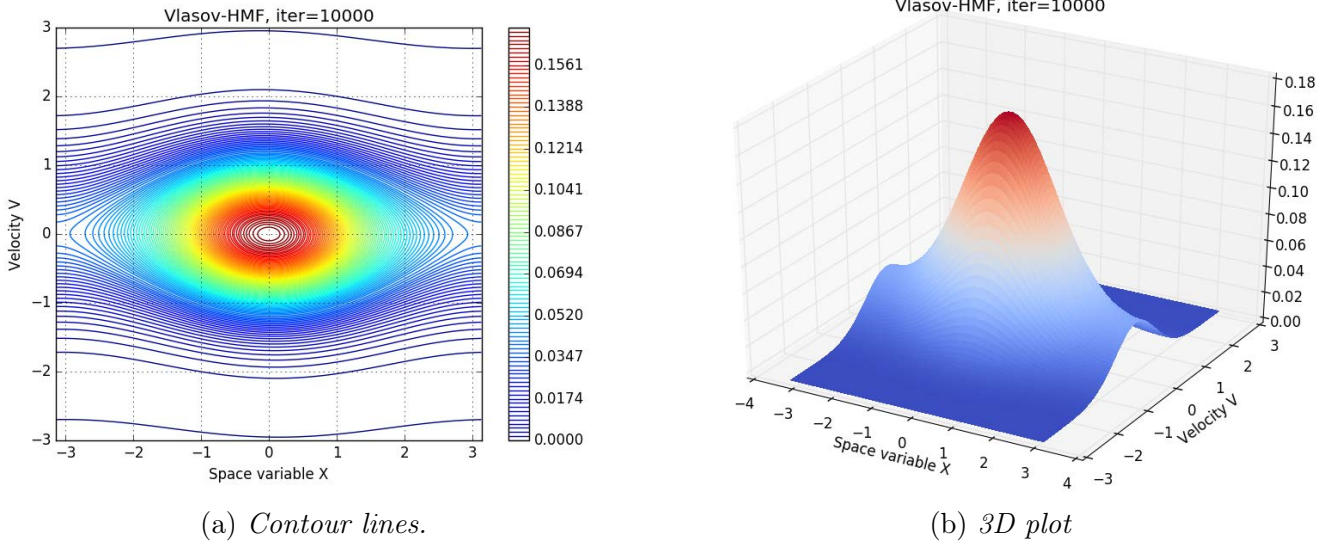 Vlasov-HMF, iter=10000
3
2
1
0
−1
−2
−3
Velocity V
−3 −2 −1 0 1 2 3
Space variable X
0.1561
0.1388
0.1214
0.1041
0.0867
0.0694
0.0520
0.0347
0.0174
0.0000
(a) Contour lines.
Vlasov-HMF, iter=10000
0.18
0.16
0.14
0.12
0.10
0.08
0.06
0.04
0.02
0.00
−4 −3 −2 −1 0 1 2 3 4
Space variable X
−3 −2 −1 0 1 2 3
Velocity V
(b) 3D plot